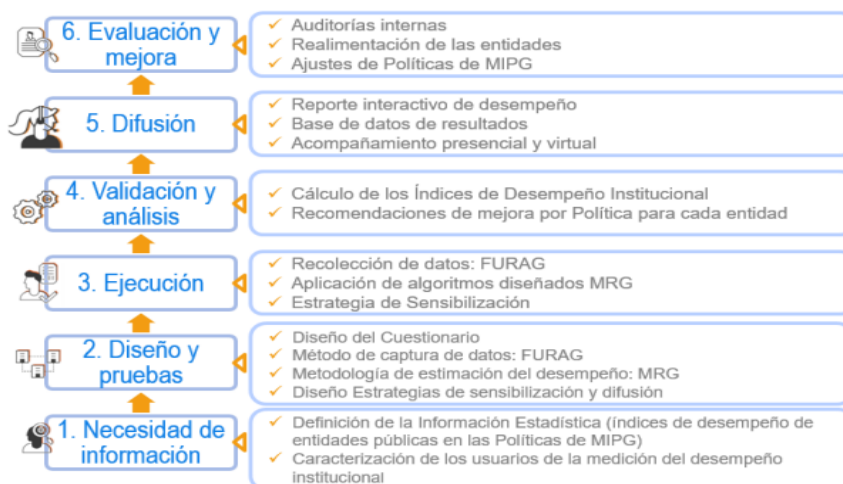 6. Evaluación y
mejora
✓ Auditorías internas
✓ Realimentación de las entidades
✓ Ajustes de Políticas de MIPG
5. Difusión
✓ Reporte interactivo de desempeño
✓ Base de datos de resultados
✓ Acompañamiento presencial y virtual
4. Validación y
análisis
✓ Cálculo de los Índices de Desempeño Institucional
✓ Recomendaciones de mejora por Política para cada entidad
3. Ejecución
✓ Recolección de datos: FURAG
✓ Aplicación de algoritmos diseñados MRG
✓ Estrategia de Sensibilización
2. Diseño y
pruebas
✓ Diseño del Cuestionario
✓ Método de captura de datos: FURAG
✓ Metodología de estimación del desempeño: MRG
✓ Diseño Estrategias de sensibilización y difusión
1. Necesidad de
información
✓ Definición de la Información Estadística (índices de desempeño de
entidades públicas en las Políticas de MIPG)
✓ Caracterización de los usuarios de la medición del desempeño
institucional